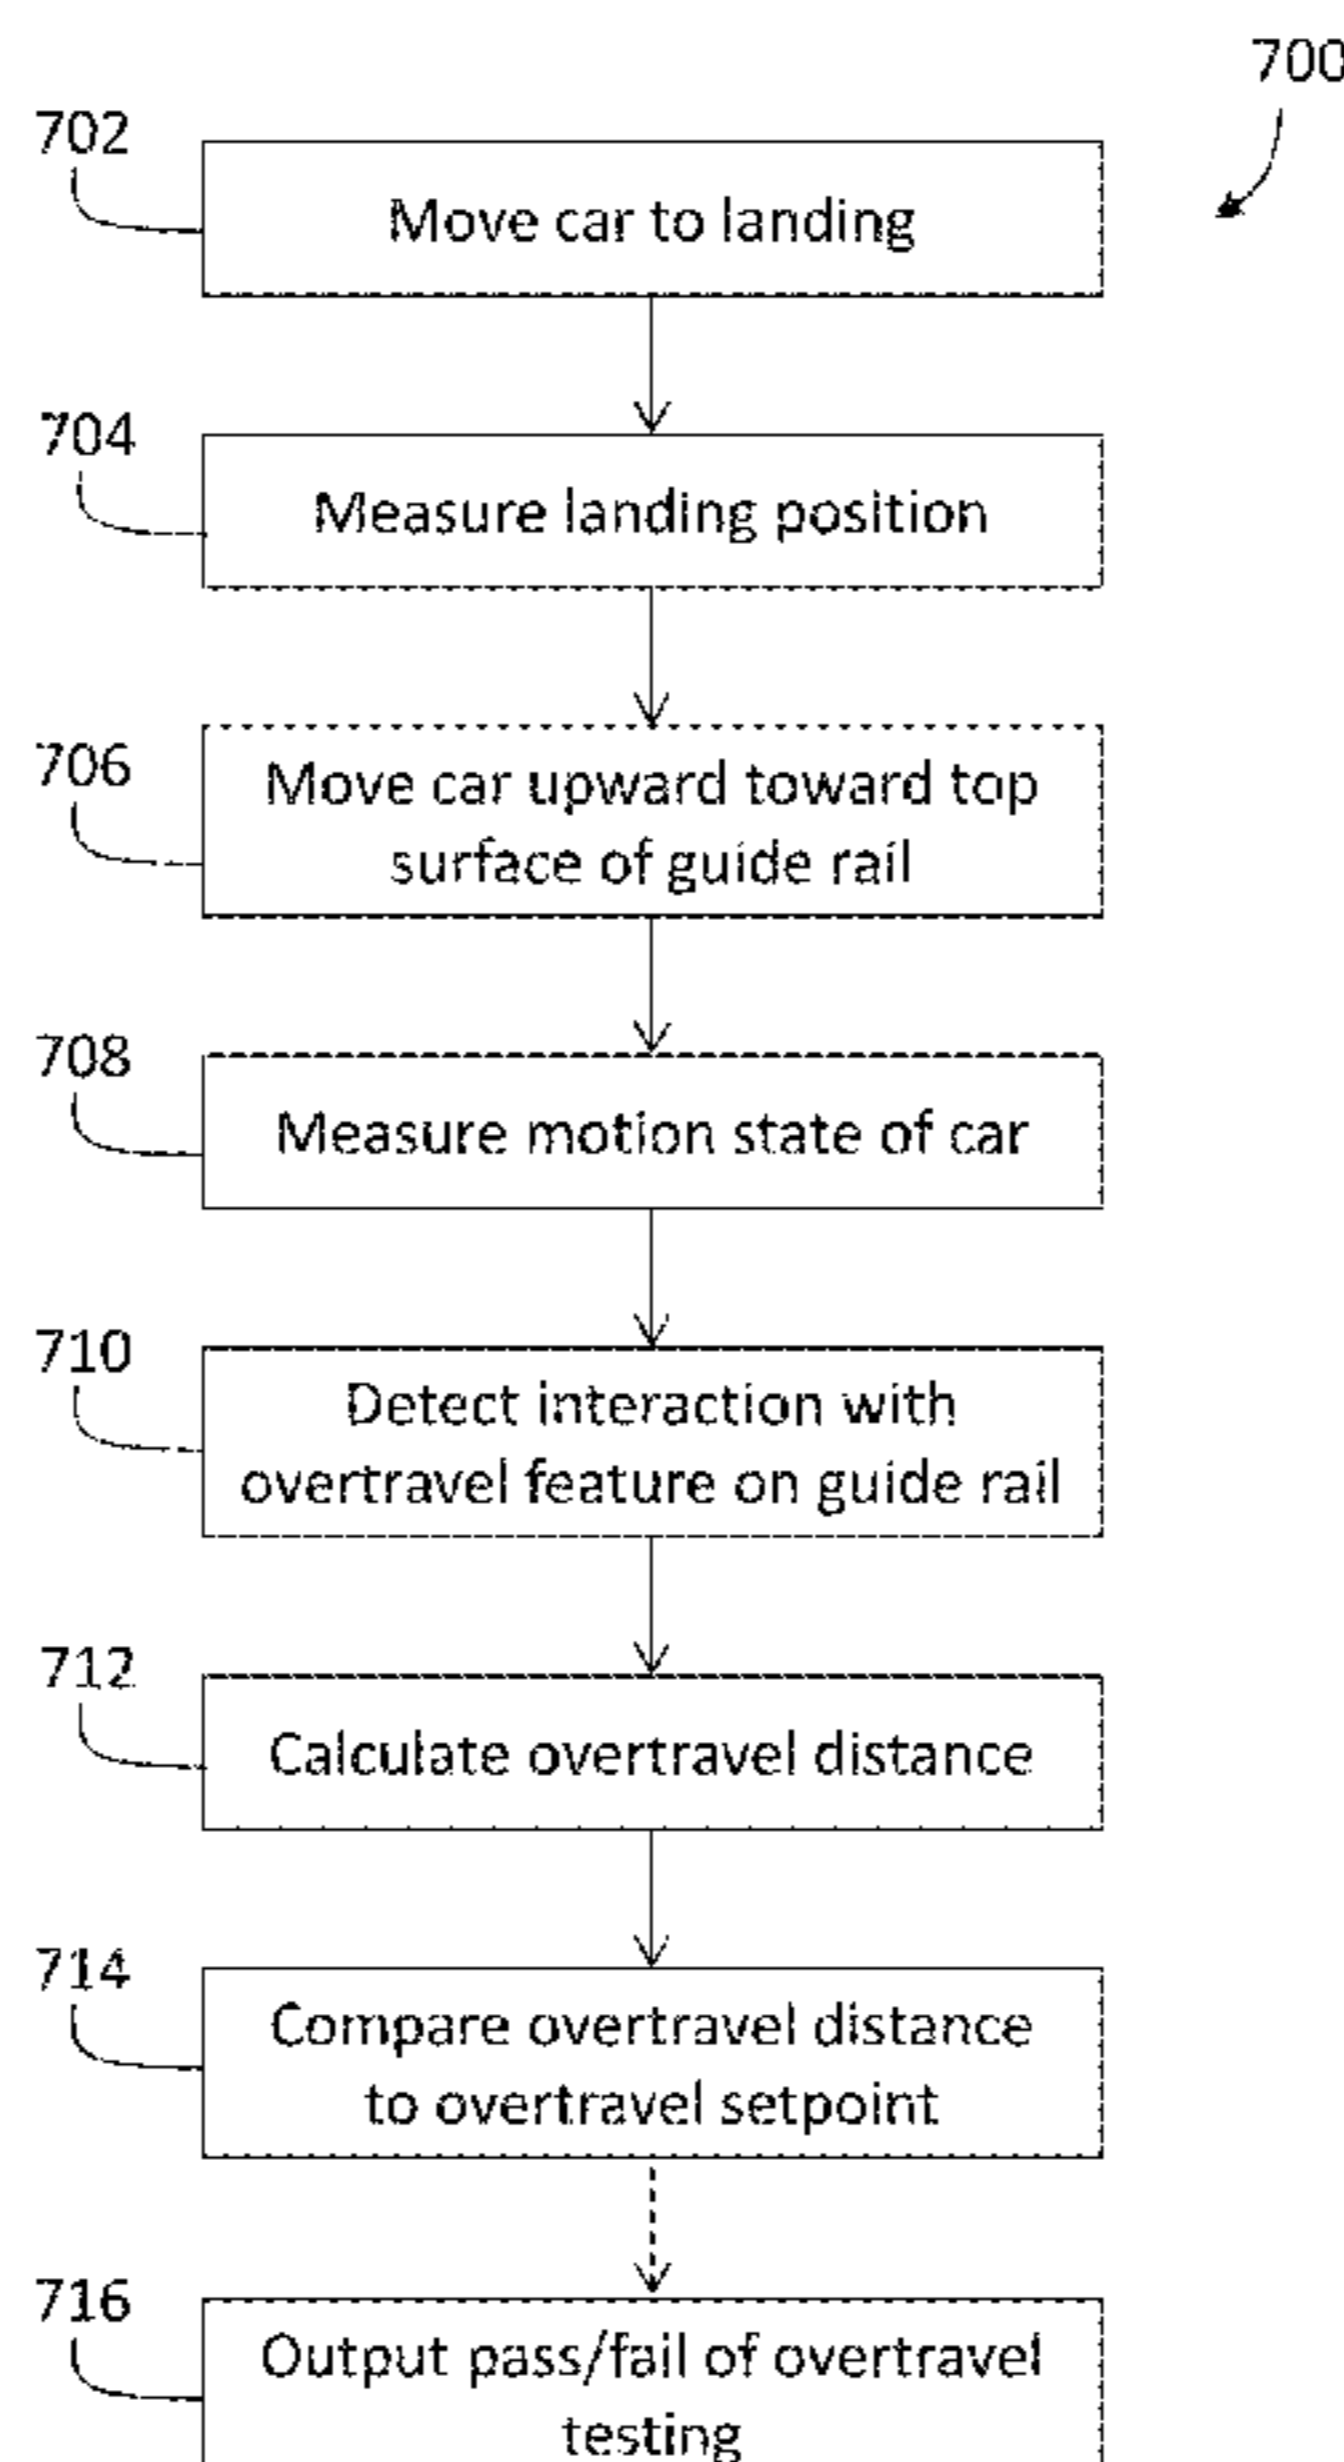 700
702
Move car to landing
704
Measure landing position
706
Move car upward toward top
surface of guide rail
708
Measure motion state of car
710
Detect interaction with
overtravel feature on guide rail
712
Calculate overtravel distance
714
Compare overtravel distance
to overtravel setpoint
716
Output pass/fail of overtravel
testing